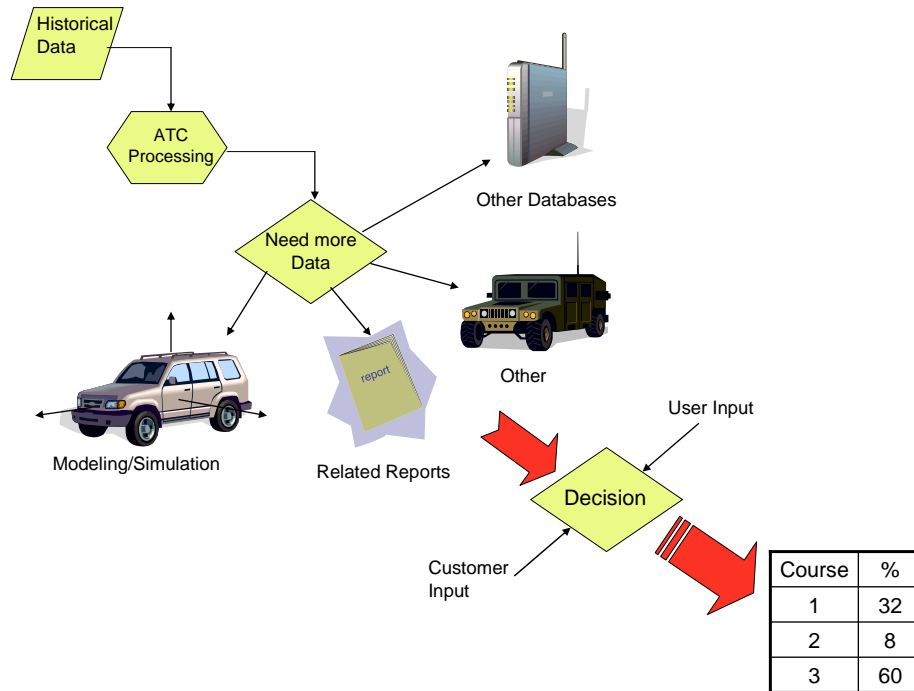 Historical
Data
ATC
Processing
Other Databases
Need more
Data
report
Other
Modeling/Simulation
Related Reports
User Input
Decision
Customer
Input
Course %
1 32
2 8
3 60